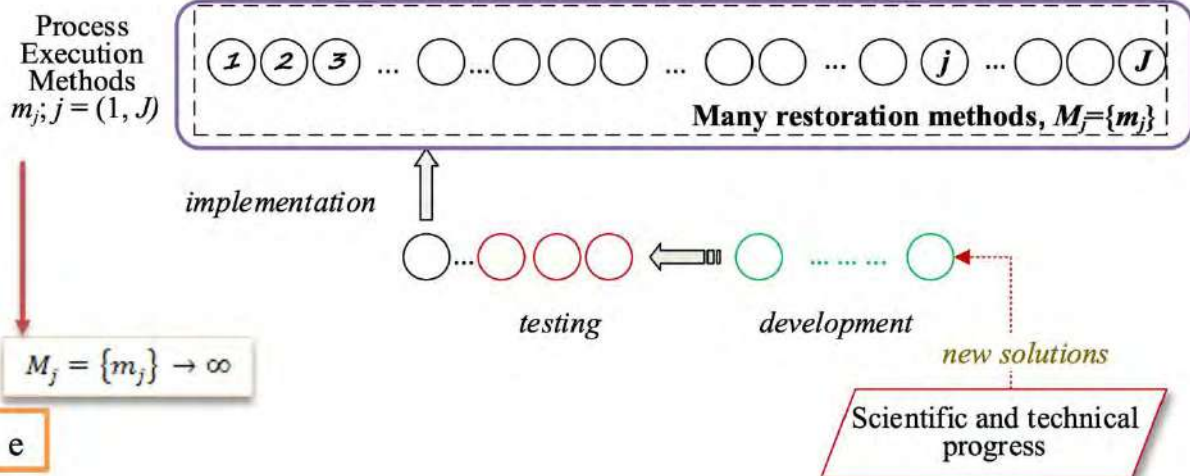 Process
Execution
Methods
mⱼ; j = (1, J)
1 2 3 ... ... ... ... j ... J
Many restoration methods, Mⱼ={mⱼ}
implementation
...
... ... ...
testing
development
new solutions
Mⱼ = {mⱼ} → ∞
Scientific and technical
progress
e